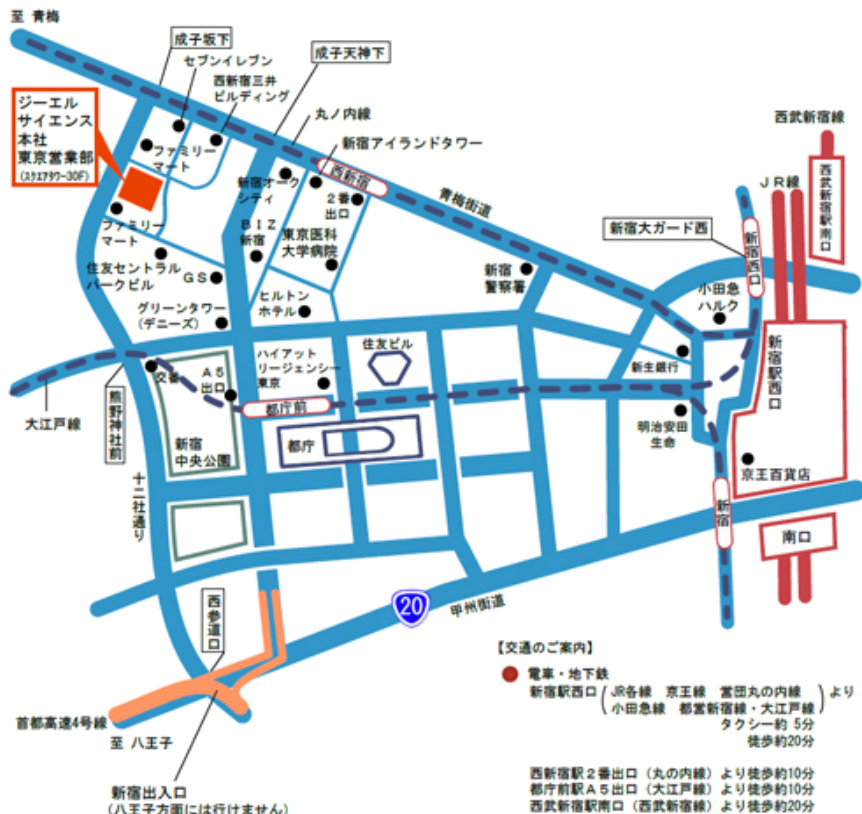 至 青梅
成子坂下
セブンイレブン
西新宿三井
ビルディング
成子天神下
丸ノ内線
新宿アイランドタワー
ジーエル
サイエンス
本社
東京営業部
(スクエアタワー30F)
ファミリー
マート
新宿オーク
シティ
西新宿
2番
出口
青梅街道
西武新宿線
JR線
西武新宿駅南口
新宿大ガード西
新宿西口
ファミリー
マート
BIZ
新宿
東京医科
大学病院
住友セントラル
パークビル
GS
新宿
警察署
小田急
ハルク
グリーンタワー
(デニーズ)
ヒルトン
ホテル
新宿駅西口
交番
A5
出口
ハイアット
リージェンシー
東京
住友ビル
新生銀行
大江戸線
熊野神社前
都庁前
明治安田
生命
新宿
中央公園
都庁
京王百貨店
十二社通り
新宿
南口
西参道口
20
甲州街道
首都高速4号線
至 八王子
新宿出入口
(八王子方面には行けません)
【交通のご案内】
● 電車・地下鉄
新宿駅西口(JR各線 京王線 営団丸の内線
小田急線 都営新宿線・大江戸線)より
タクシー約 5分
徒歩約20分
西新宿駅2番出口(丸の内線)より徒歩約10分
都庁前駅A5出口(大江戸線)より徒歩約10分
西武新宿駅南口(西武新宿線)より徒歩約20分